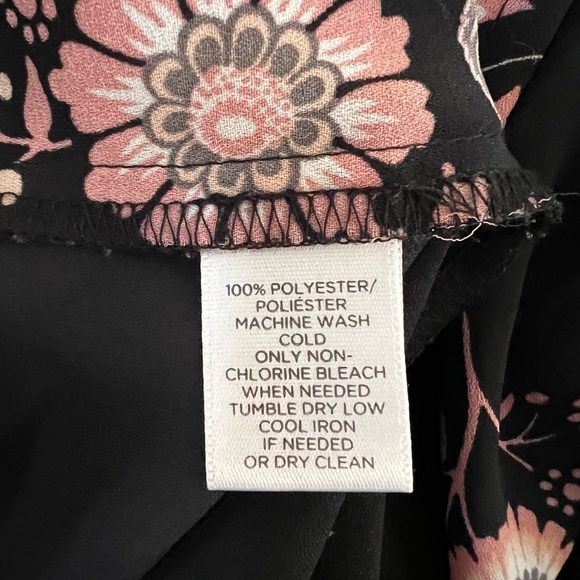 100% POLYESTER/
POLIÉSTER
MACHINE WASH
COLD
ONLY NON-
CHLORINE BLEACH
WHEN NEEDED
TUMBLE DRY LOW
COOL IRON
IF NEEDED
OR DRY CLEAN